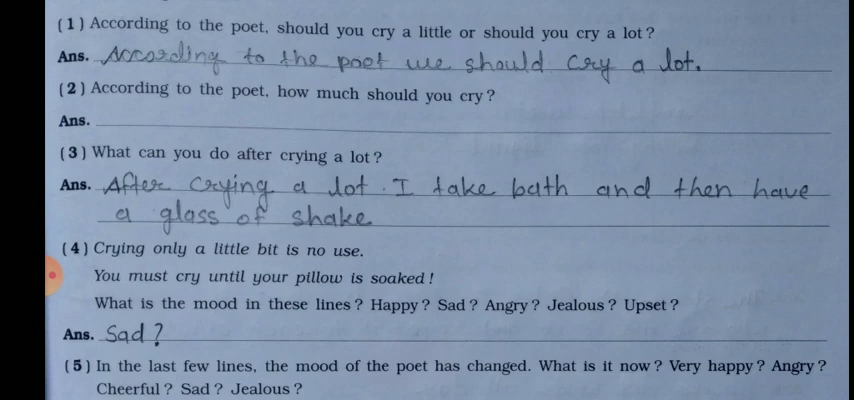 (1) According to the poet, should you cry a little or should you cry a lot?
Ans. According to the poet we should cry a lot.
(2) According to the poet, how much should you cry?
Ans.
(3) What can you do after crying a lot?
Ans. After crying a lot. I take bath and then have
a glass of shake
(4) Crying only a little bit is no use.
You must cry until your pillow is soaked!
What is the mood in these lines? Happy? Sad? Angry? Jealous? Upset?
Ans. Sad?
(5) In the last few lines, the mood of the poet has changed. What is it now? Very happy? Angry?
Cheerful? Sad? Jealous?